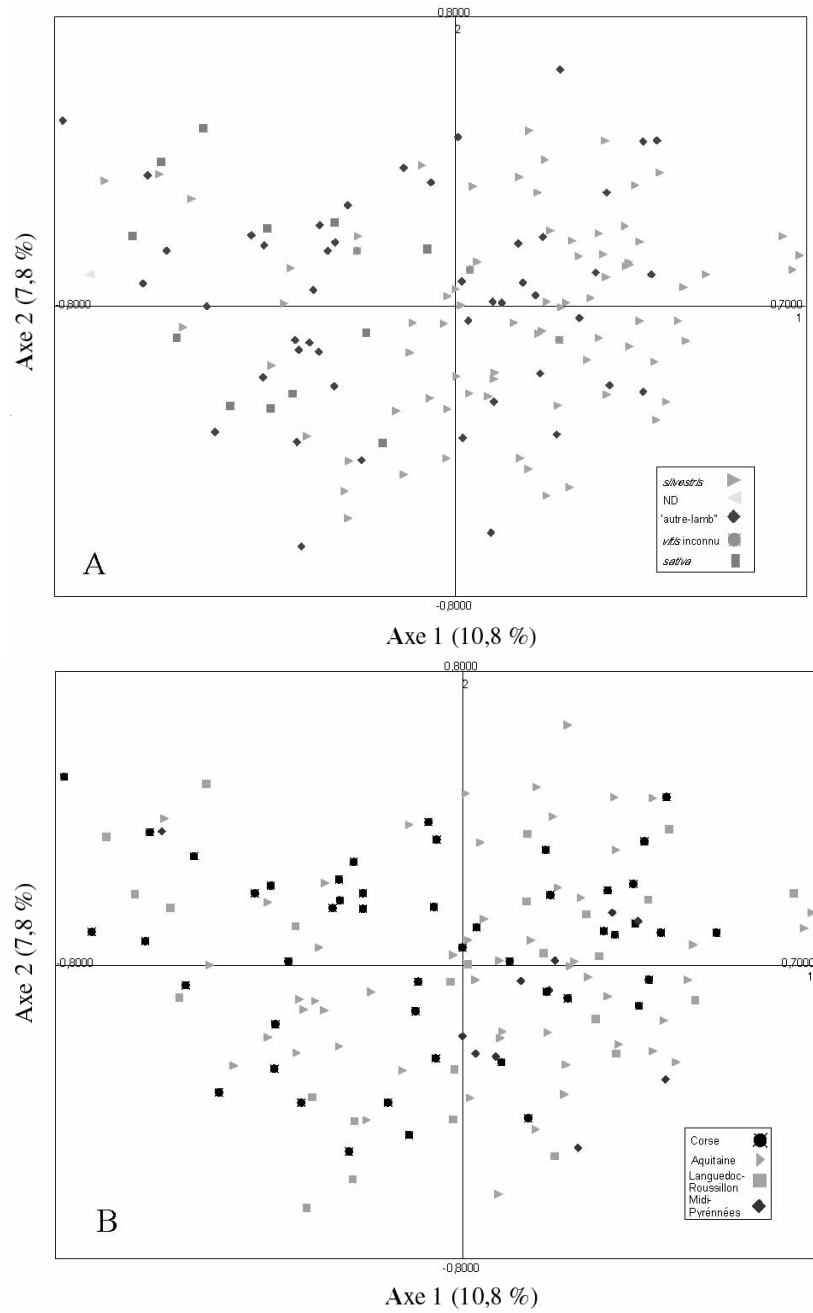 0,8000
2
Axe 2 (7,8 %)
-0,8000
0,7000
1
silvestris
ND
"autre-lamb"
vitis inconnu
sativa
A
-0,8000
Axe 1 (10,8 %)
0,8000
2
Axe 2 (7,8 %)
-0,8000
0,7000
1
Corse
Aquitaine
Languedoc-
Roussillon
Midi-
Pyrénnées
B
-0,8000
Axe 1 (10,8 %)